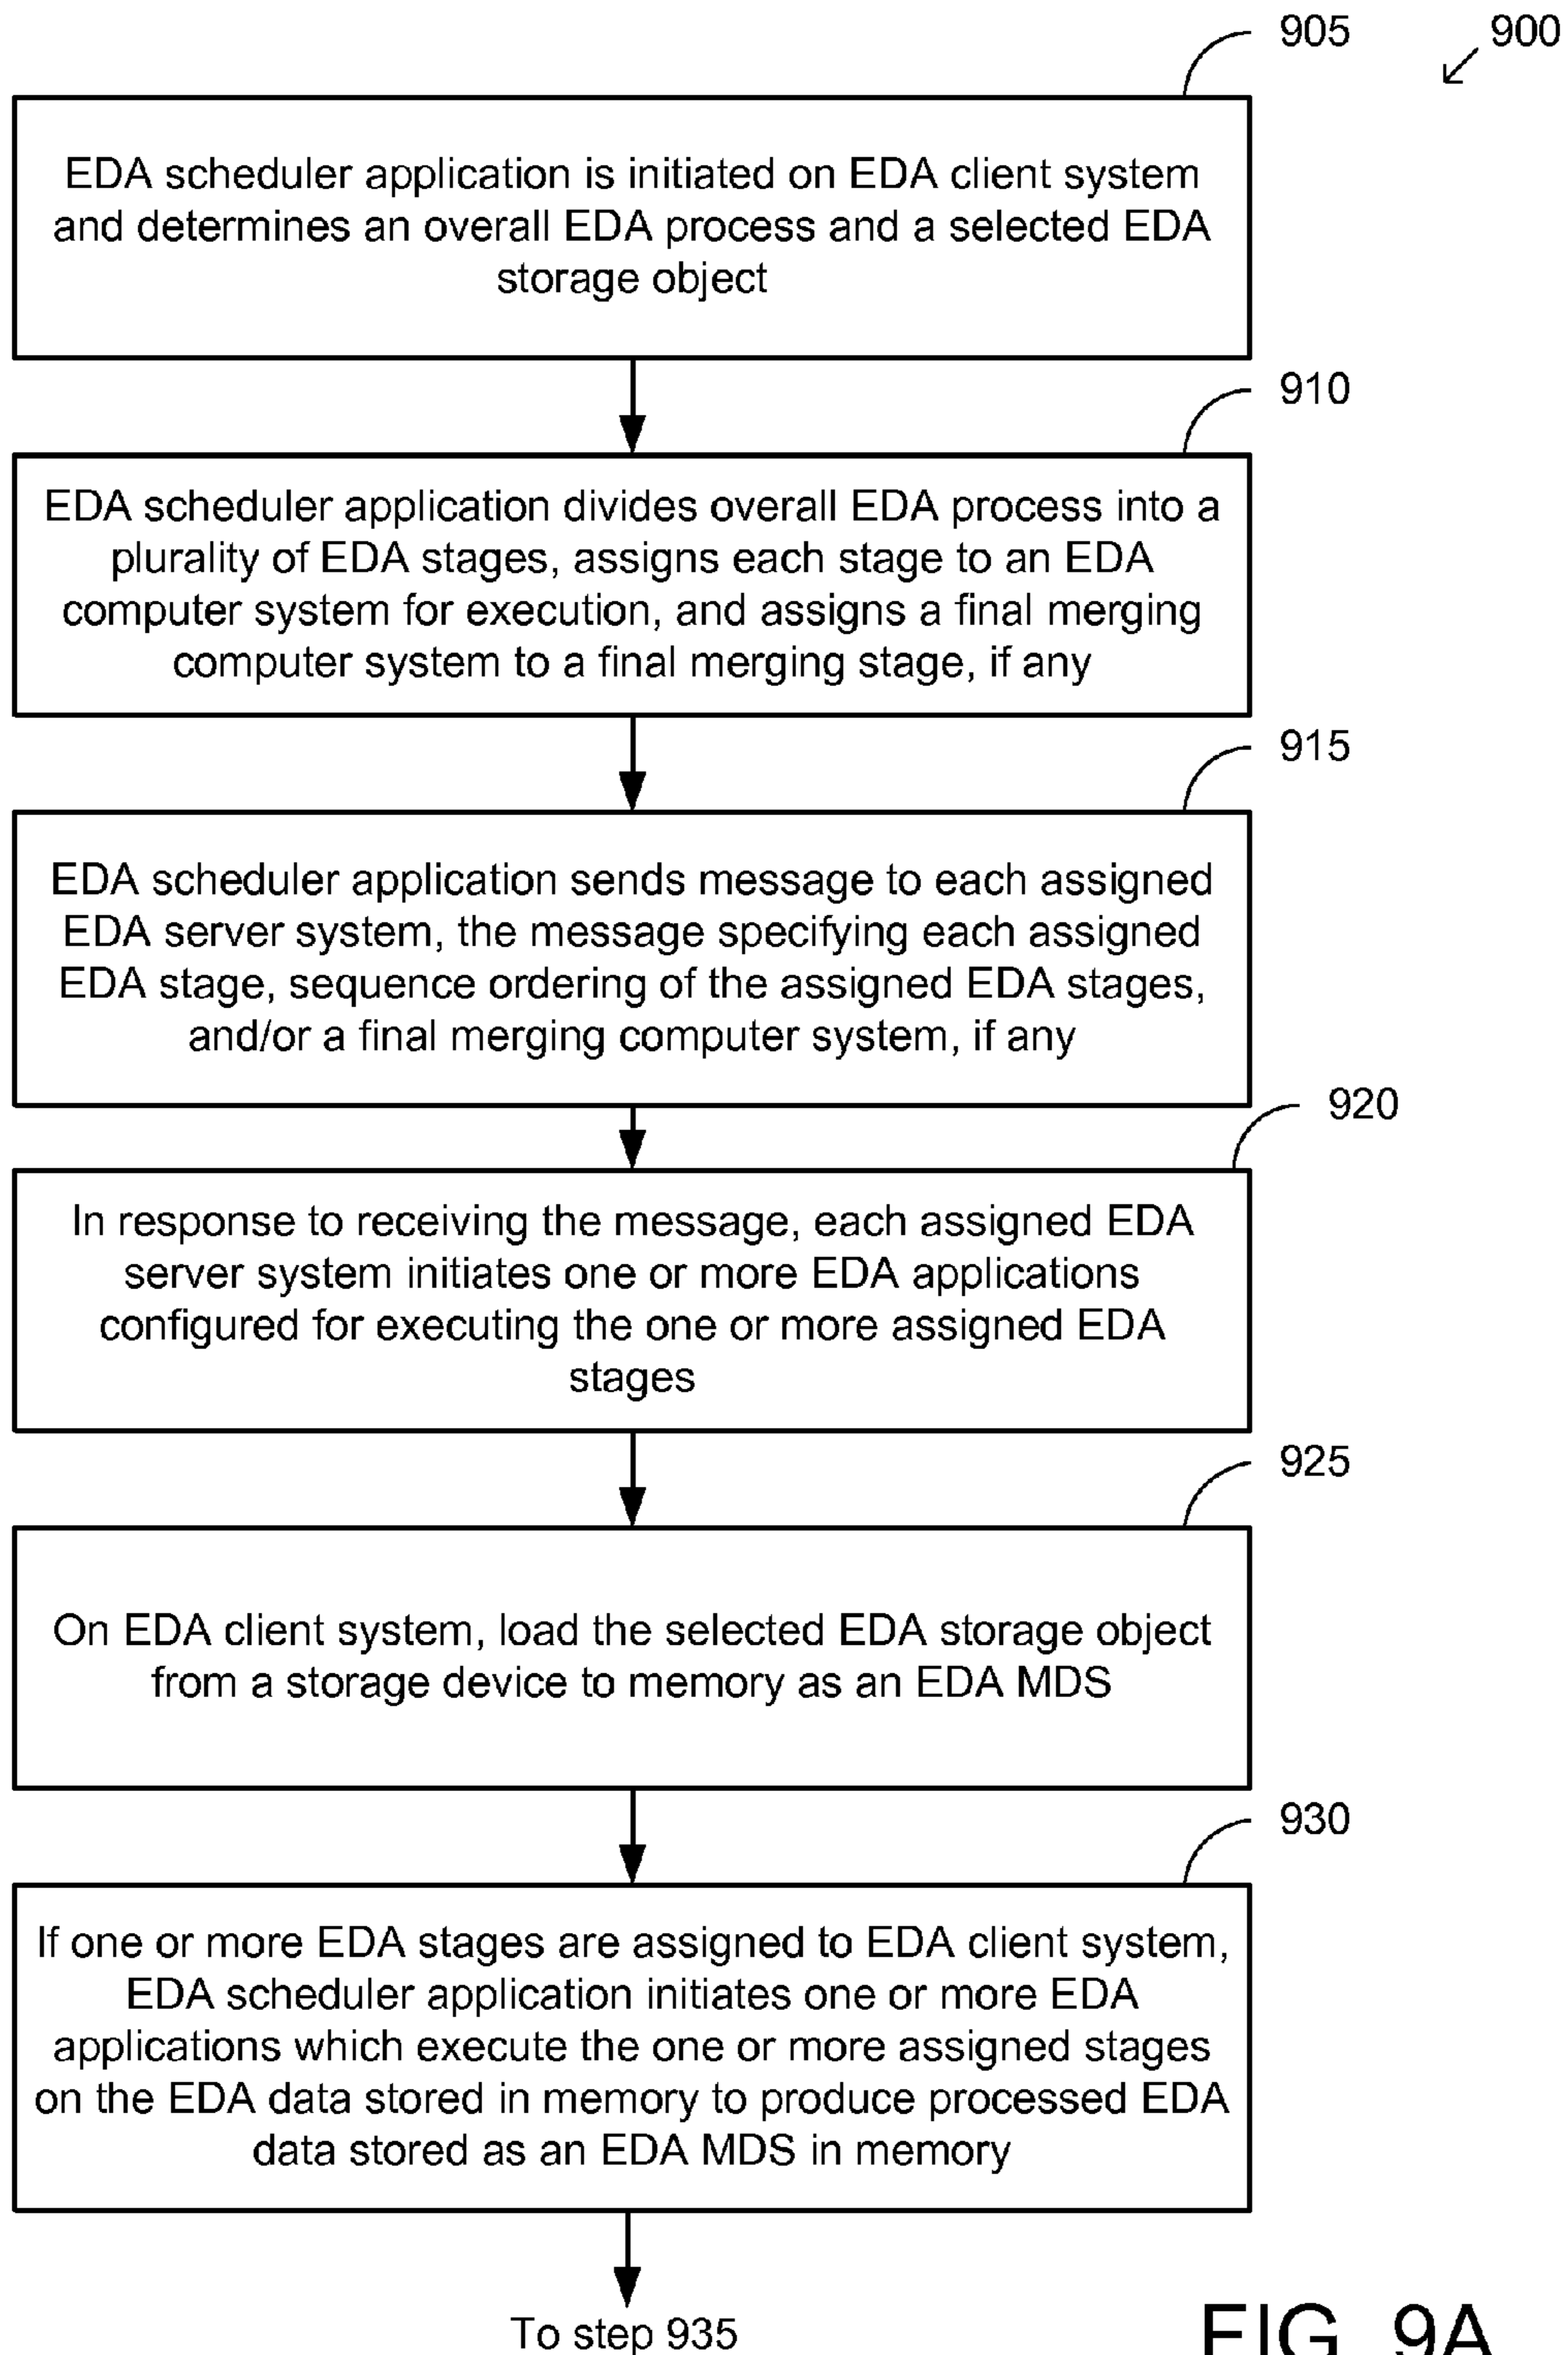 905
900
EDA scheduler application is initiated on EDA client system
and determines an overall EDA process and a selected EDA
storage object
910
EDA scheduler application divides overall EDA process into a
plurality of EDA stages, assigns each stage to an EDA
computer system for execution, and assigns a final merging
computer system to a final merging stage, if any
915
EDA scheduler application sends message to each assigned
EDA server system, the message specifying each assigned
EDA stage, sequence ordering of the assigned EDA stages,
and/or a final merging computer system, if any
920
In response to receiving the message, each assigned EDA
server system initiates one or more EDA applications
configured for executing the one or more assigned EDA
stages
925
On EDA client system, load the selected EDA storage object
from a storage device to memory as an EDA MDS
930
If one or more EDA stages are assigned to EDA client system,
EDA scheduler application initiates one or more EDA
applications which execute the one or more assigned stages
on the EDA data stored in memory to produce processed EDA
data stored as an EDA MDS in memory
To step 935
FIG. 9A